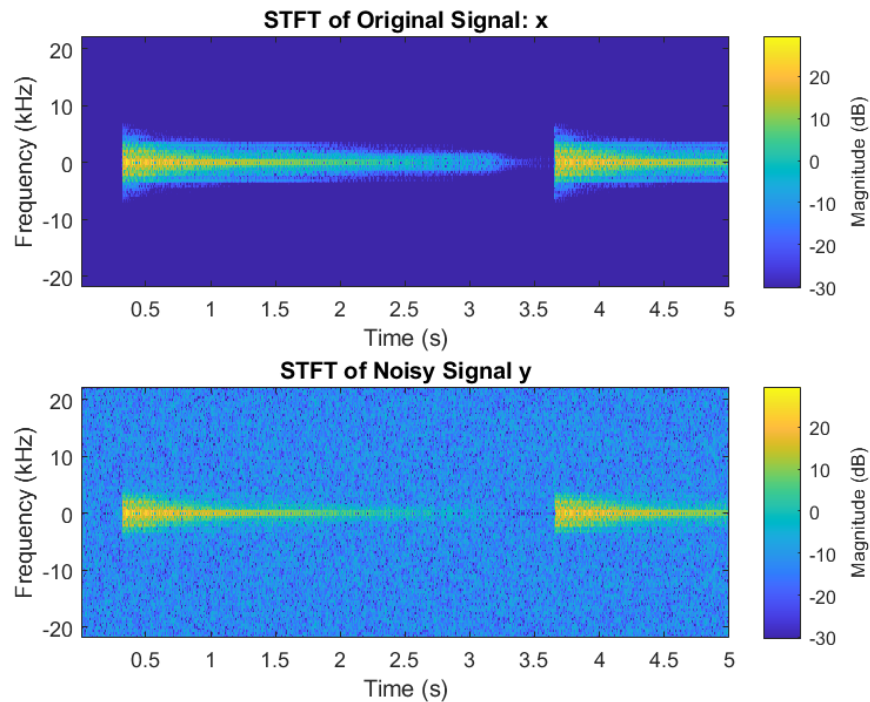 STFT of Original Signal: x
Frequency (kHz)
20
10
0
-10
-20
0.5 1 1.5 2 2.5 3 3.5 4 4.5 5
Time (s)
20
10
0
-10
-20
-30
Magnitude (dB)
STFT of Noisy Signal y
Frequency (kHz)
20
10
0
-10
-20
0.5 1 1.5 2 2.5 3 3.5 4 4.5 5
Time (s)
20
10
0
-10
-20
-30
Magnitude (dB)